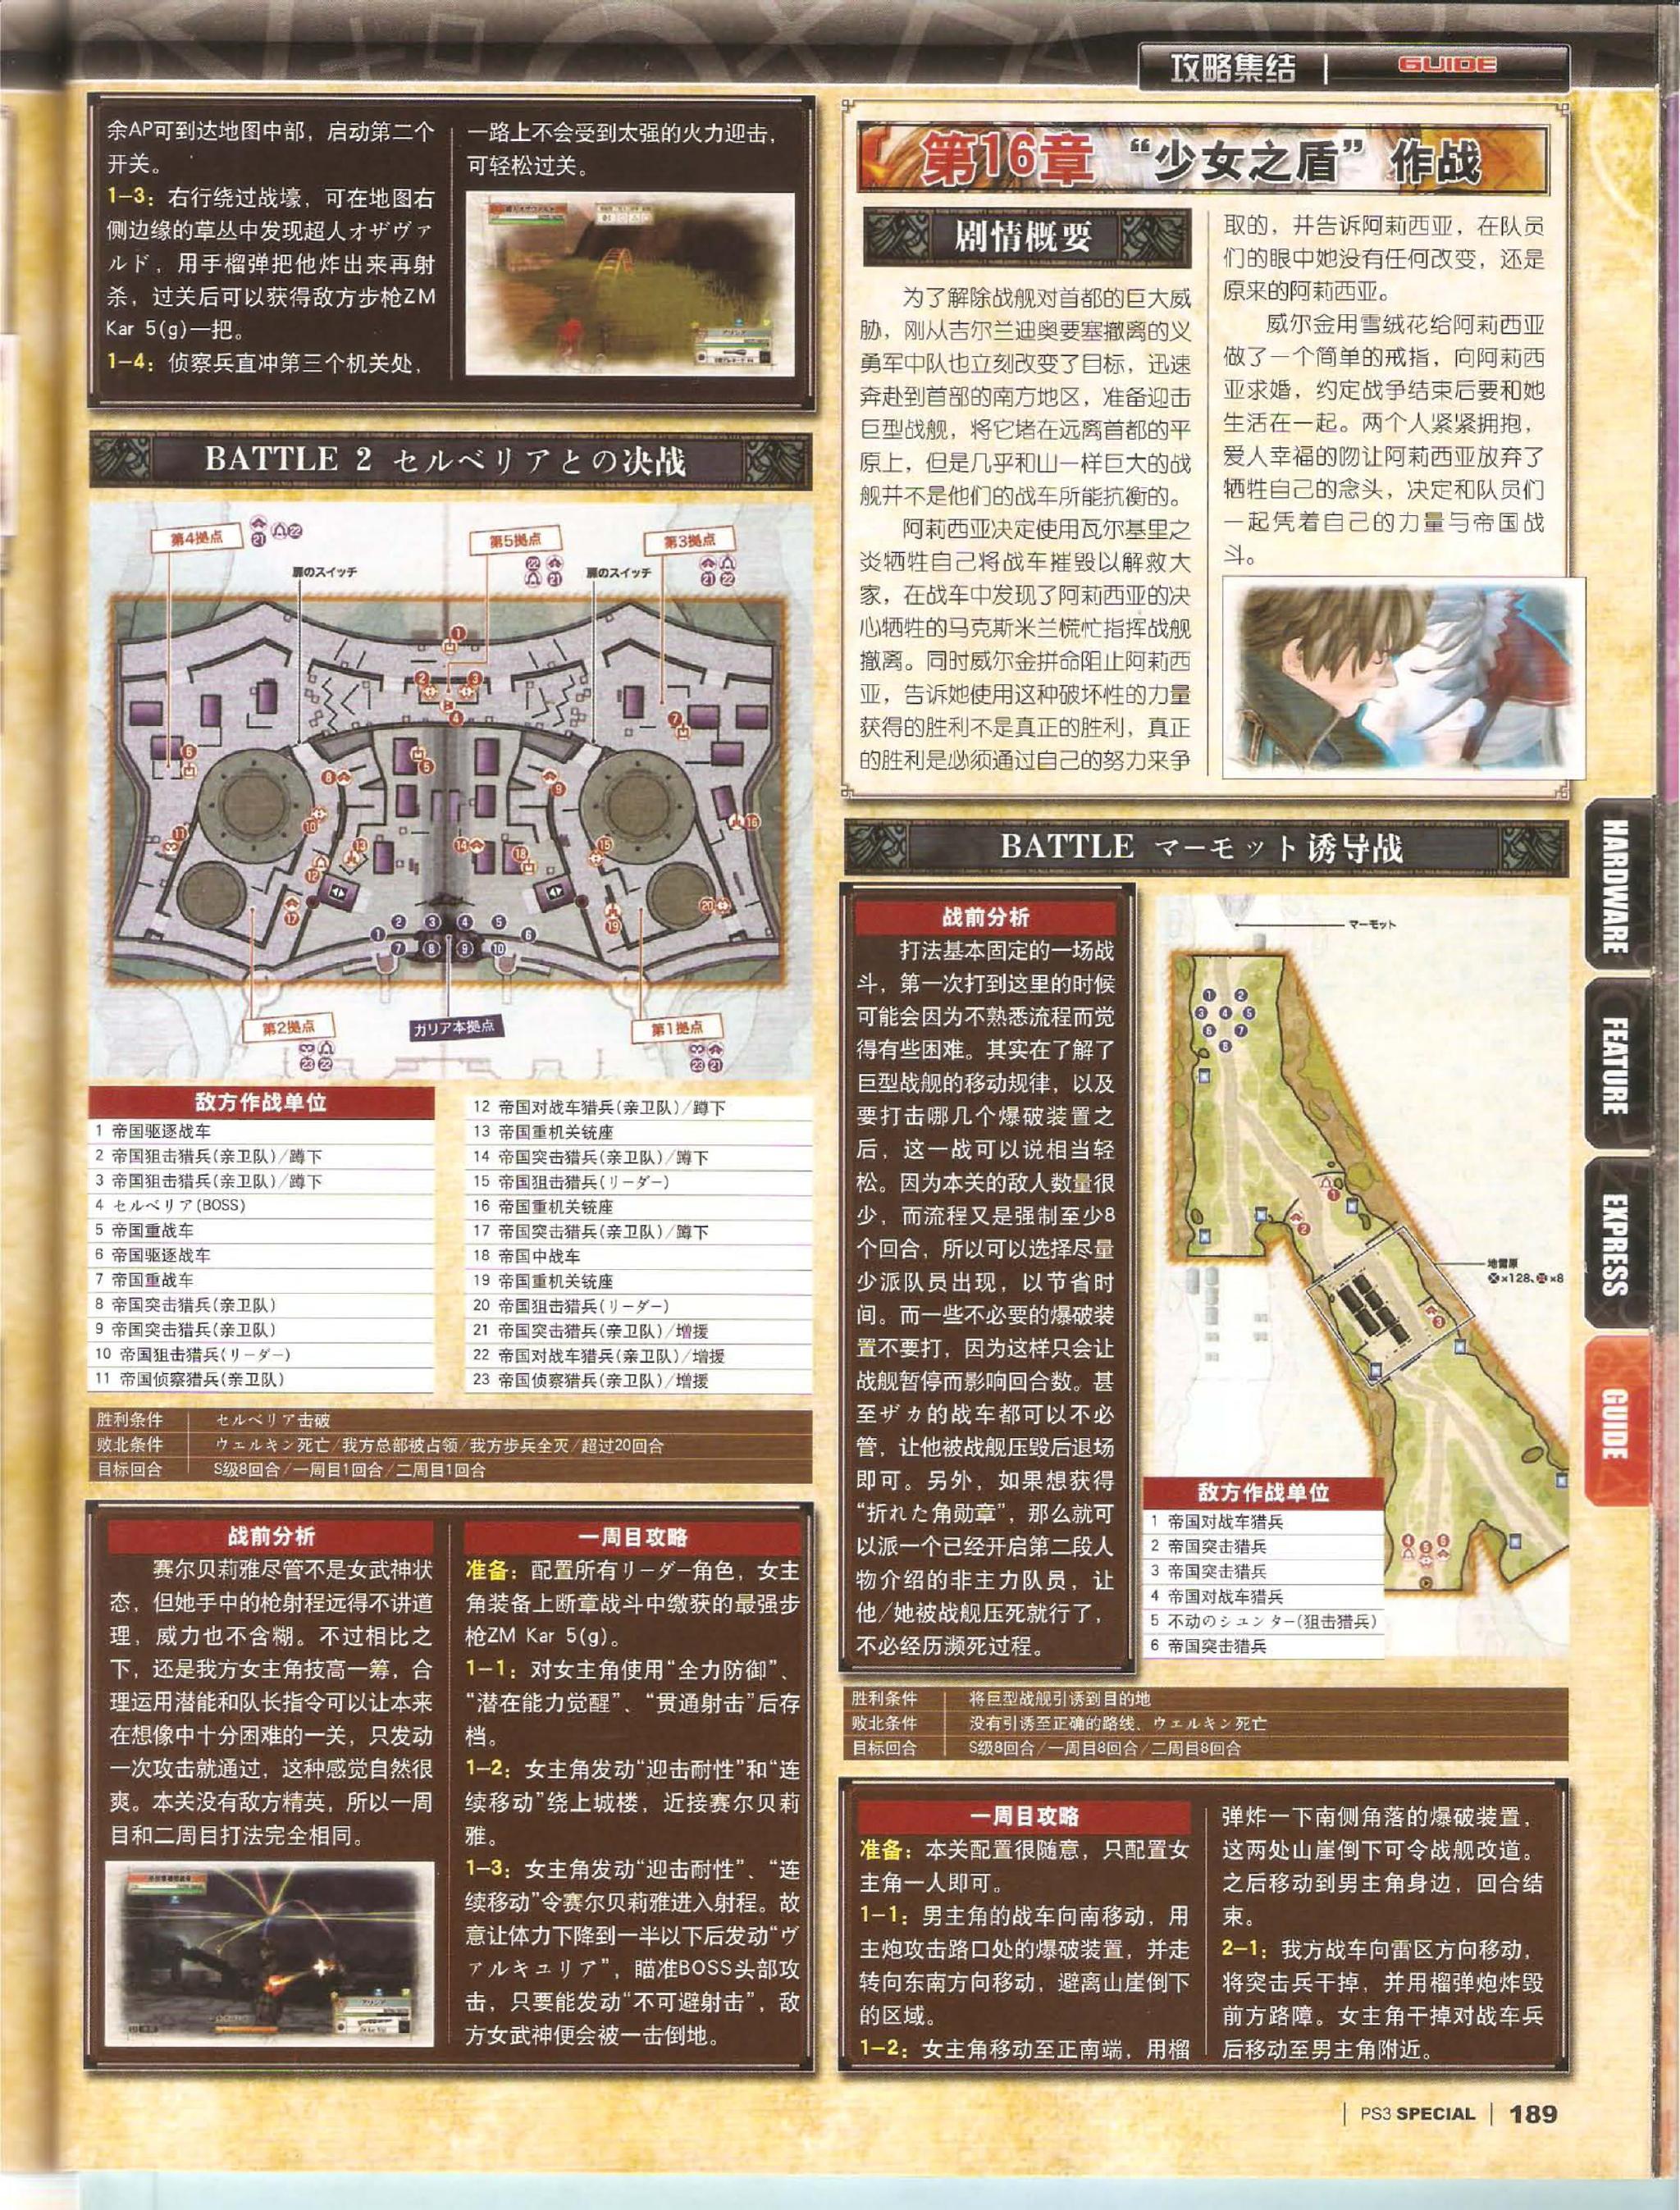 攻略集结 | GUIDE
余AP可到达地图中部，启动第二个
开关。
1-3：右行绕过战壕，可在地图右
侧边缘的草丛中发现超人オザヴァ
ルド，用手榴弹把他炸出来再射
杀，过关后可以获得敌方步枪ZM
Kar 5(g)一把。
1-4：侦察兵直冲第三个机关处，
一路上不会受到太强的火力迎击，
可轻松过关。
BATTLE 2 セルベリアとの决战
第4拠点
第5拠点
第3拠点
扉のスイッチ
扉のスイッチ
第2拠点
ガリア本拠点
第1拠点
敌方作战单位
1 帝国驱逐战车
2 帝国狙击猎兵(亲卫队)/蹲下
3 帝国狙击猎兵(亲卫队)/蹲下
4 セルベリア(BOSS)
5 帝国重战车
6 帝国驱逐战车
7 帝国重战车
8 帝国突击猎兵(亲卫队)
9 帝国突击猎兵(亲卫队)
10 帝国狙击猎兵(リーダー)
11 帝国侦察猎兵(亲卫队)
12 帝国对战车猎兵(亲卫队)/蹲下
13 帝国重机关铳座
14 帝国突击猎兵(亲卫队)/蹲下
15 帝国狙击猎兵(リーダー)
16 帝国重机关铳座
17 帝国突击猎兵(亲卫队)/蹲下
18 帝国中战车
19 帝国重机关铳座
20 帝国狙击猎兵(リーダー)
21 帝国突击猎兵(亲卫队)/增援
22 帝国对战车猎兵(亲卫队)/增援
23 帝国侦察猎兵(亲卫队)/增援
胜利条件 セルベリア击破
败北条件 ウェルキン死亡/我方总部被占领/我方步兵全灭/超过20回合
目标回合 S级8回合/一周目1回合/二周目1回合
战前分析
赛尔贝莉雅尽管不是女武神状
态，但她手中的枪射程远得不讲道
理，威力也不含糊。不过相比之
下，还是我方女主角技高一筹，合
理运用潜能和队长指令可以让本来
在想像中十分困难的一关，只发动
一次攻击就通过，这种感觉自然很
爽。本关没有敌方精英，所以一周
目和二周目打法完全相同。
一周目攻略
准备：配置所有リーダー角色，女主
角装备上断章战斗中缴获的最强步
枪ZM Kar 5(g)。
1-1：对女主角使用“全力防御”、
“潜在能力觉醒”、“贯通射击”后存
档。
1-2：女主角发动“迎击耐性”和“连
续移动”绕上城楼，近接赛尔贝莉
雅。
1-3：女主角发动“迎击耐性”、“连
续移动”令赛尔贝莉雅进入射程。故
意让体力下降到一半以下后发动“ヴ
アルキュリア”，瞄准BOSS头部攻
击，只要能发动“不可避射击”，敌
方女武神便会被一击倒地。
第16章 “少女之盾”作战
剧情概要
为了解除战舰对首都的巨大威
胁，刚从吉尔兰迪奥要塞撤离的义
勇军中队也立刻改变了目标，迅速
奔赴到首部的南方地区，准备迎击
巨型战舰，将它堵在远离首都的平
原上，但是几乎和山一样巨大的战
舰并不是他们的战车所能抗衡的。
阿莉西亚决定使用瓦尔基里之
炎牺牲自己将战车摧毁以解救大
家，在战车中发现了阿莉西亚的决
心牺牲的马克斯米兰慌忙指挥战舰
撤离。同时威尔金拼命阻止阿莉西
亚，告诉她使用这种破坏性的力量
获得的胜利不是真正的胜利，真正
的胜利是必须通过自己的努力来争
取的，并告诉阿莉西亚，在队员
们的眼中她没有任何改变，还是
原来的阿莉西亚。
威尔金用雪绒花给阿莉西亚
做了一个简单的戒指，向阿莉西
亚求婚，约定战争结束后要和她
生活在一起。两个人紧紧拥抱，
爱人幸福的吻让阿莉西亚放弃了
牺牲自己的念头，决定和队员们
一起凭着自己的力量与帝国战
斗。
BATTLE マーモット诱导战
战前分析
打法基本固定的一场战
斗，第一次打到这里的时候
可能会因为不熟悉流程而觉
得有些困难。其实在了解了
巨型战舰的移动规律，以及
要打击哪几个爆破装置之
后，这一战可以说相当轻
松。因为本关的敌人数量很
少，而流程又是强制至少8
个回合，所以可以选择尽量
少派队员出现，以节省时
间。而一些不必要的爆破装
置不要打，因为这样只会让
战舰暂停而影响回合数。甚
至ザカ的战车都可以不必
管，让他被战舰压毁后退场
即可。另外，如果想获得
“折れた角勋章”，那么就可
以派一个已经开启第二段人
物介绍的非主力队员，让
他/她被战舰压死就行了，
不必经历濒死过程。
マーモット
地雷原
×128、×8
敌方作战单位
1 帝国对战车猎兵
2 帝国突击猎兵
3 帝国突击猎兵
4 帝国对战车猎兵
5 不动のシエンター(狙击猎兵)
6 帝国突击猎兵
胜利条件 将巨型战舰引诱到目的地
败北条件 没有引诱至正确的路线、ウェルキン死亡
目标回合 S级8回合/一周目8回合/二周目8回合
一周目攻略
准备：本关配置很随意，只配置女
主角一人即可。
1-1：男主角的战车向南移动，用
主炮攻击路口处的爆破装置，并走
转向东南方向移动，避离山崖倒下
的区域。
1-2：女主角移动至正南端，用榴
弹炸一下南侧角落的爆破装置，
这两处山崖倒下可令战舰改道。
之后移动到男主角身边，回合结
束。
2-1：我方战车向雷区方向移动，
将突击兵干掉，并用榴弹炮炸毁
前方路障。女主角干掉对战车兵
后移动至男主角附近。
HARDWARE
FEATURE
EXPRESS
GUIDE
| PS3 SPECIAL | 189